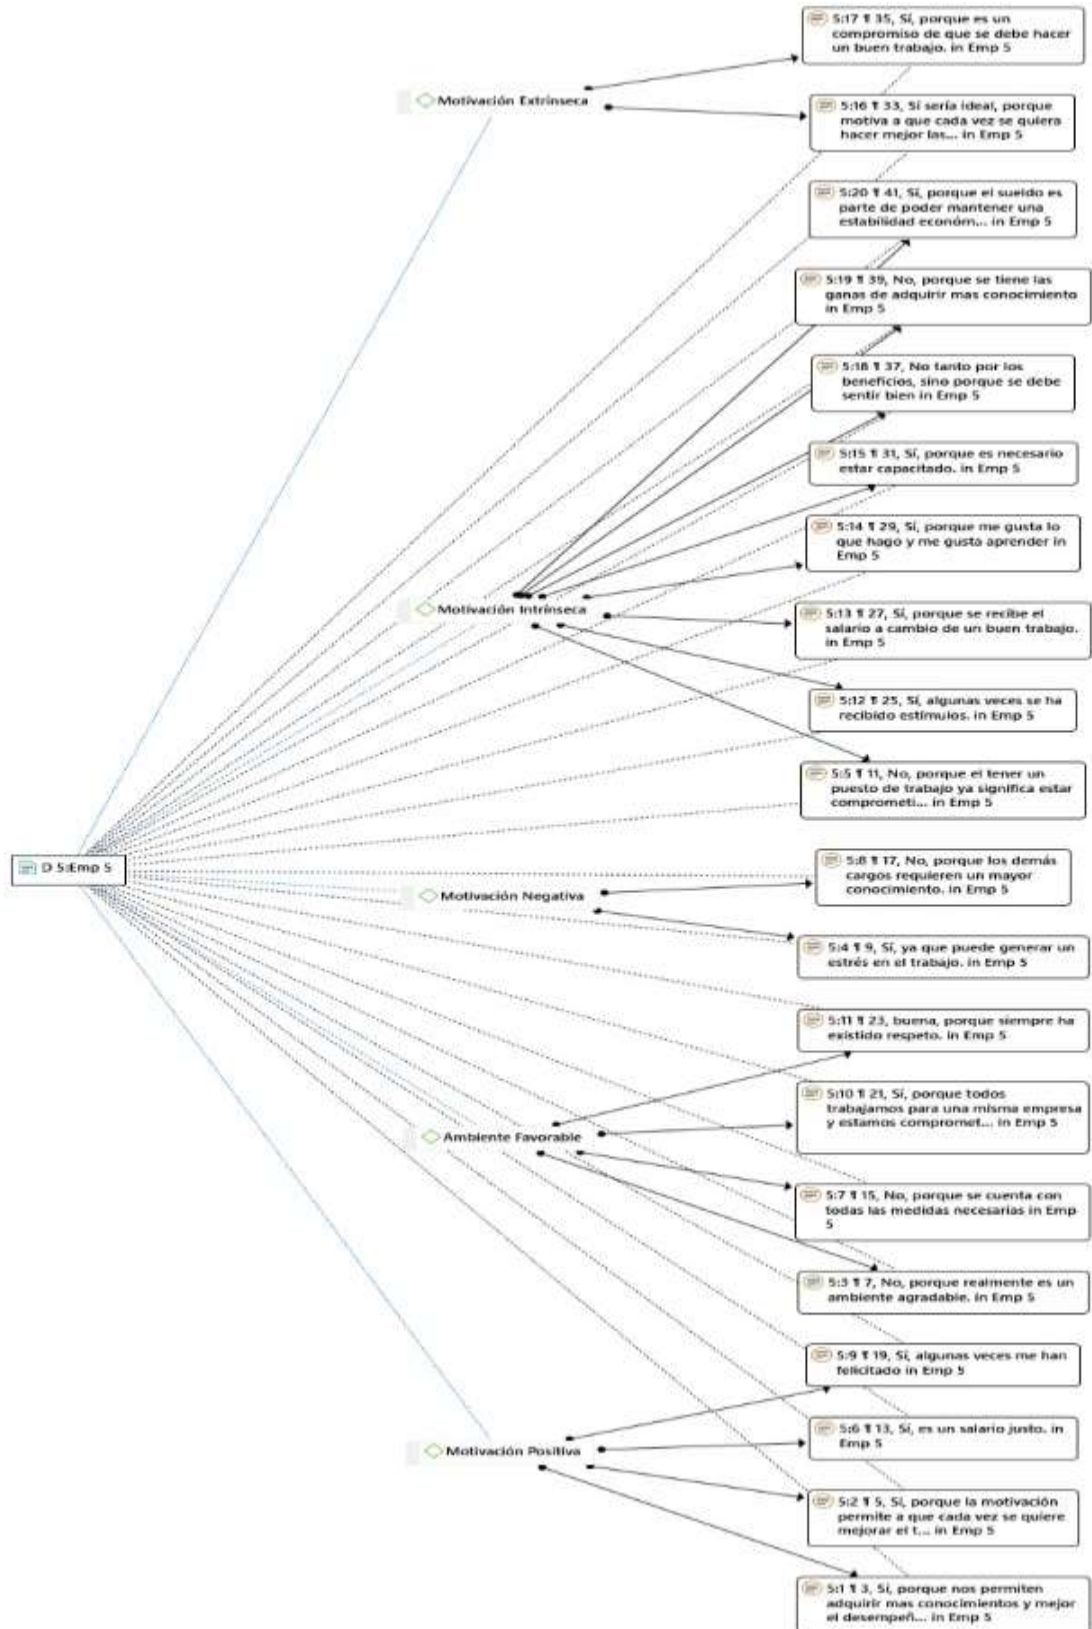 5:17 ¶ 35, Sí, porque es un
compromiso de que se debe hacer
un buen trabajo. in Emp 5
Motivación Extrínseca
5:16 ¶ 33, Sí sería ideal, porque
motiva a que cada vez se quiera
hacer mejor las... in Emp 5
5:20 ¶ 41, Sí, porque el sueldo es
parte de poder mantener una
estabilidad económ... in Emp 5
5:19 ¶ 39, No, porque se tiene las
ganas de adquirir mas conocimiento
in Emp 5
5:18 ¶ 37, No tanto por los
beneficios, sino porque se debe
sentir bien in Emp 5
5:15 ¶ 31, Sí, porque es necesario
estar capacitado. in Emp 5
5:14 ¶ 29, Sí, porque me gusta lo
que hago y me gusta aprender in
Emp 5
Motivación Intrínseca
5:13 ¶ 27, Sí, porque se recibe el
salario a cambio de un buen trabajo.
in Emp 5
5:12 ¶ 25, Sí, algunas veces se ha
recibido estímulos. in Emp 5
5:5 ¶ 11, No, porque el tener un
puesto de trabajo ya significa estar
comprometi... in Emp 5
D 5:Emp 5
5:8 ¶ 17, No, porque los demás
cargos requieren un mayor
conocimiento. in Emp 5
Motivación Negativa
5:4 ¶ 9, Sí, ya que puede generar un
estrés en el trabajo. in Emp 5
5:11 ¶ 23, buena, porque siempre ha
existido respeto. in Emp 5
5:10 ¶ 21, Sí, porque todos
trabajamos para una misma empresa
y estamos compromet... in Emp 5
Ambiente Favorable
5:7 ¶ 15, No, porque se cuenta con
todas las medidas necesarias in Emp
5
5:3 ¶ 7, No, porque realmente es un
ambiente agradable. in Emp 5
5:9 ¶ 19, Sí, algunas veces me han
felicitado in Emp 5
5:6 ¶ 13, Sí, es un salario justo. in
Emp 5
Motivación Positiva
5:2 ¶ 5, Sí, porque la motivación
permite a que cada vez se quiere
mejorar el t... in Emp 5
5:1 ¶ 3, Sí, porque nos permiten
adquirir mas conocimientos y mejor
el desempeñ... in Emp 5